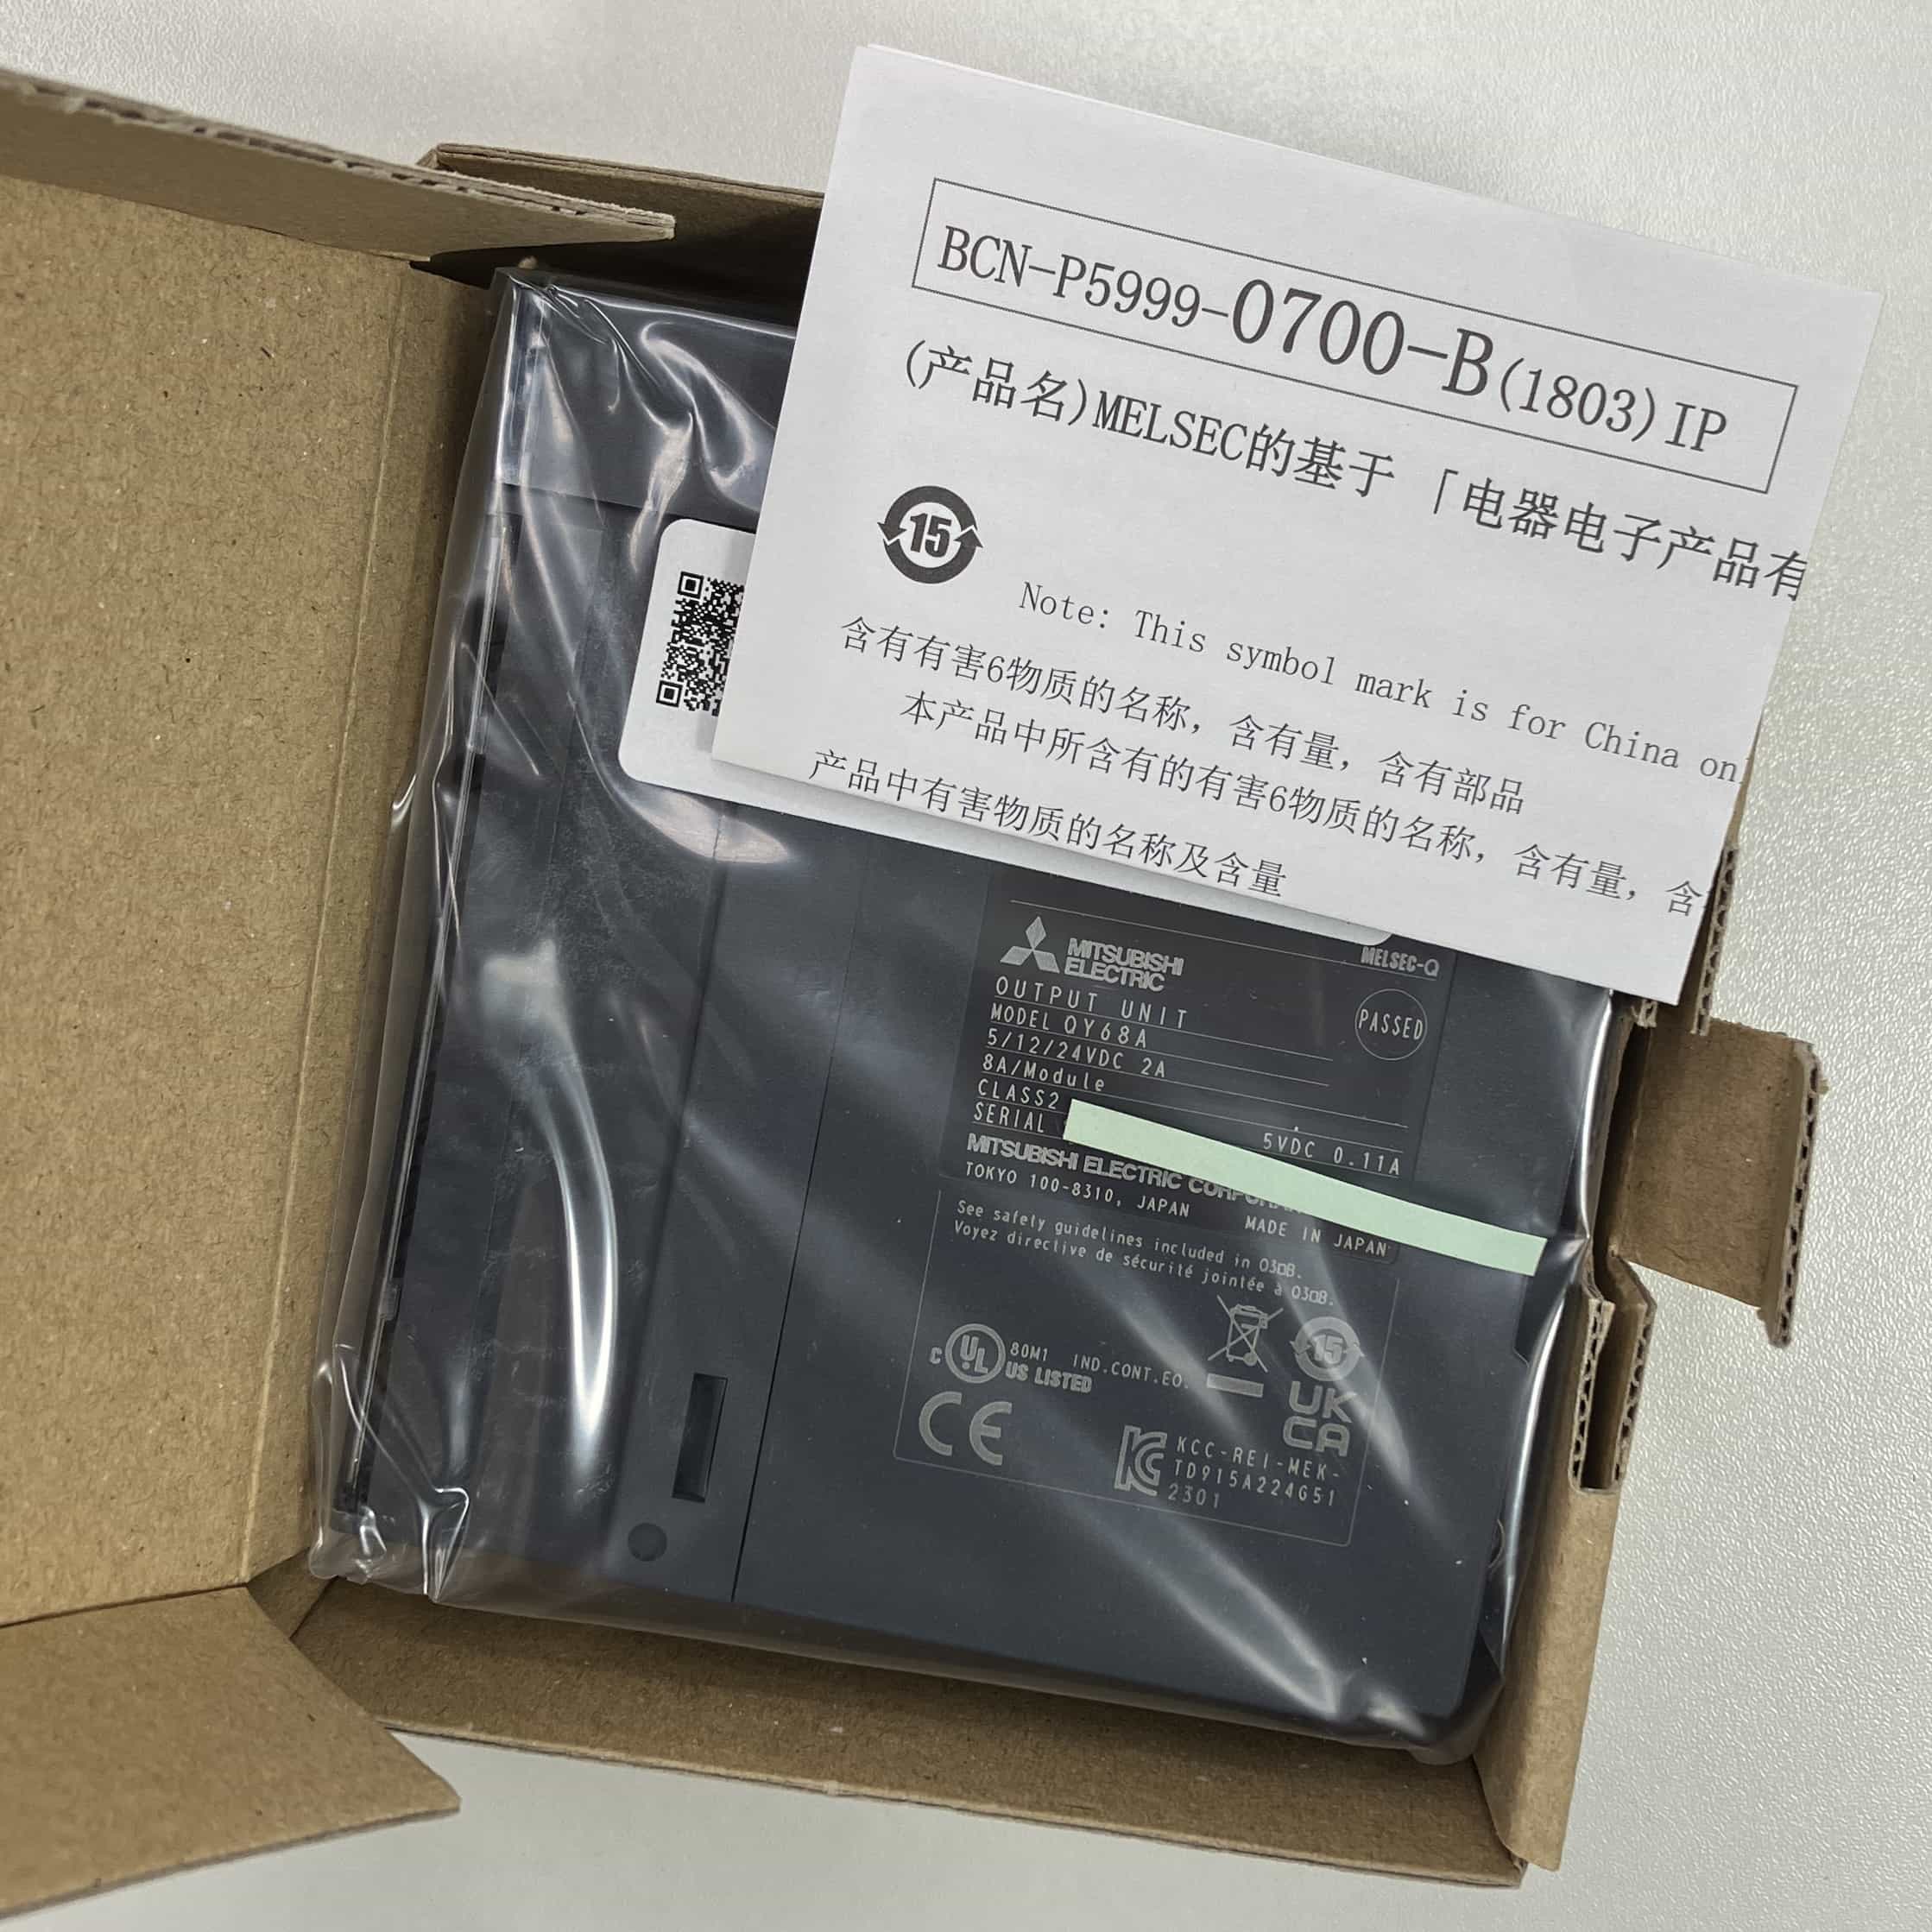 BCN-P5999-0700-B(1803)IP
(产品名)MELSEC的基于「电器电子产品有
15
Note: This symbol mark is for China on
含有有害6物质的名称，含有量，含有部品
本产品中所含有的有害6物质的名称，含有量，含
产品中有害物质的名称及含量
MITSUBISHI
ELECTRIC
MELSEC-Q
OUTPUT UNIT
PASSED
MODEL QY68A
5/12/24VDC 2A
8A/Module
CLASS2
5VDC 0.11A
SERIAL
MITSUBISHI ELECTRIC
TOKYO 100-8310, JAPAN
MADE IN JAPAN
See safety guidelines included in 03□B.
Voyez directive de sécurité jointée à 03□B.
C UL US LISTED
80M1 IND.CONT.EQ.
15
UK
CA
CE
KCC-REI-MEK-
TD915A224G51
2301